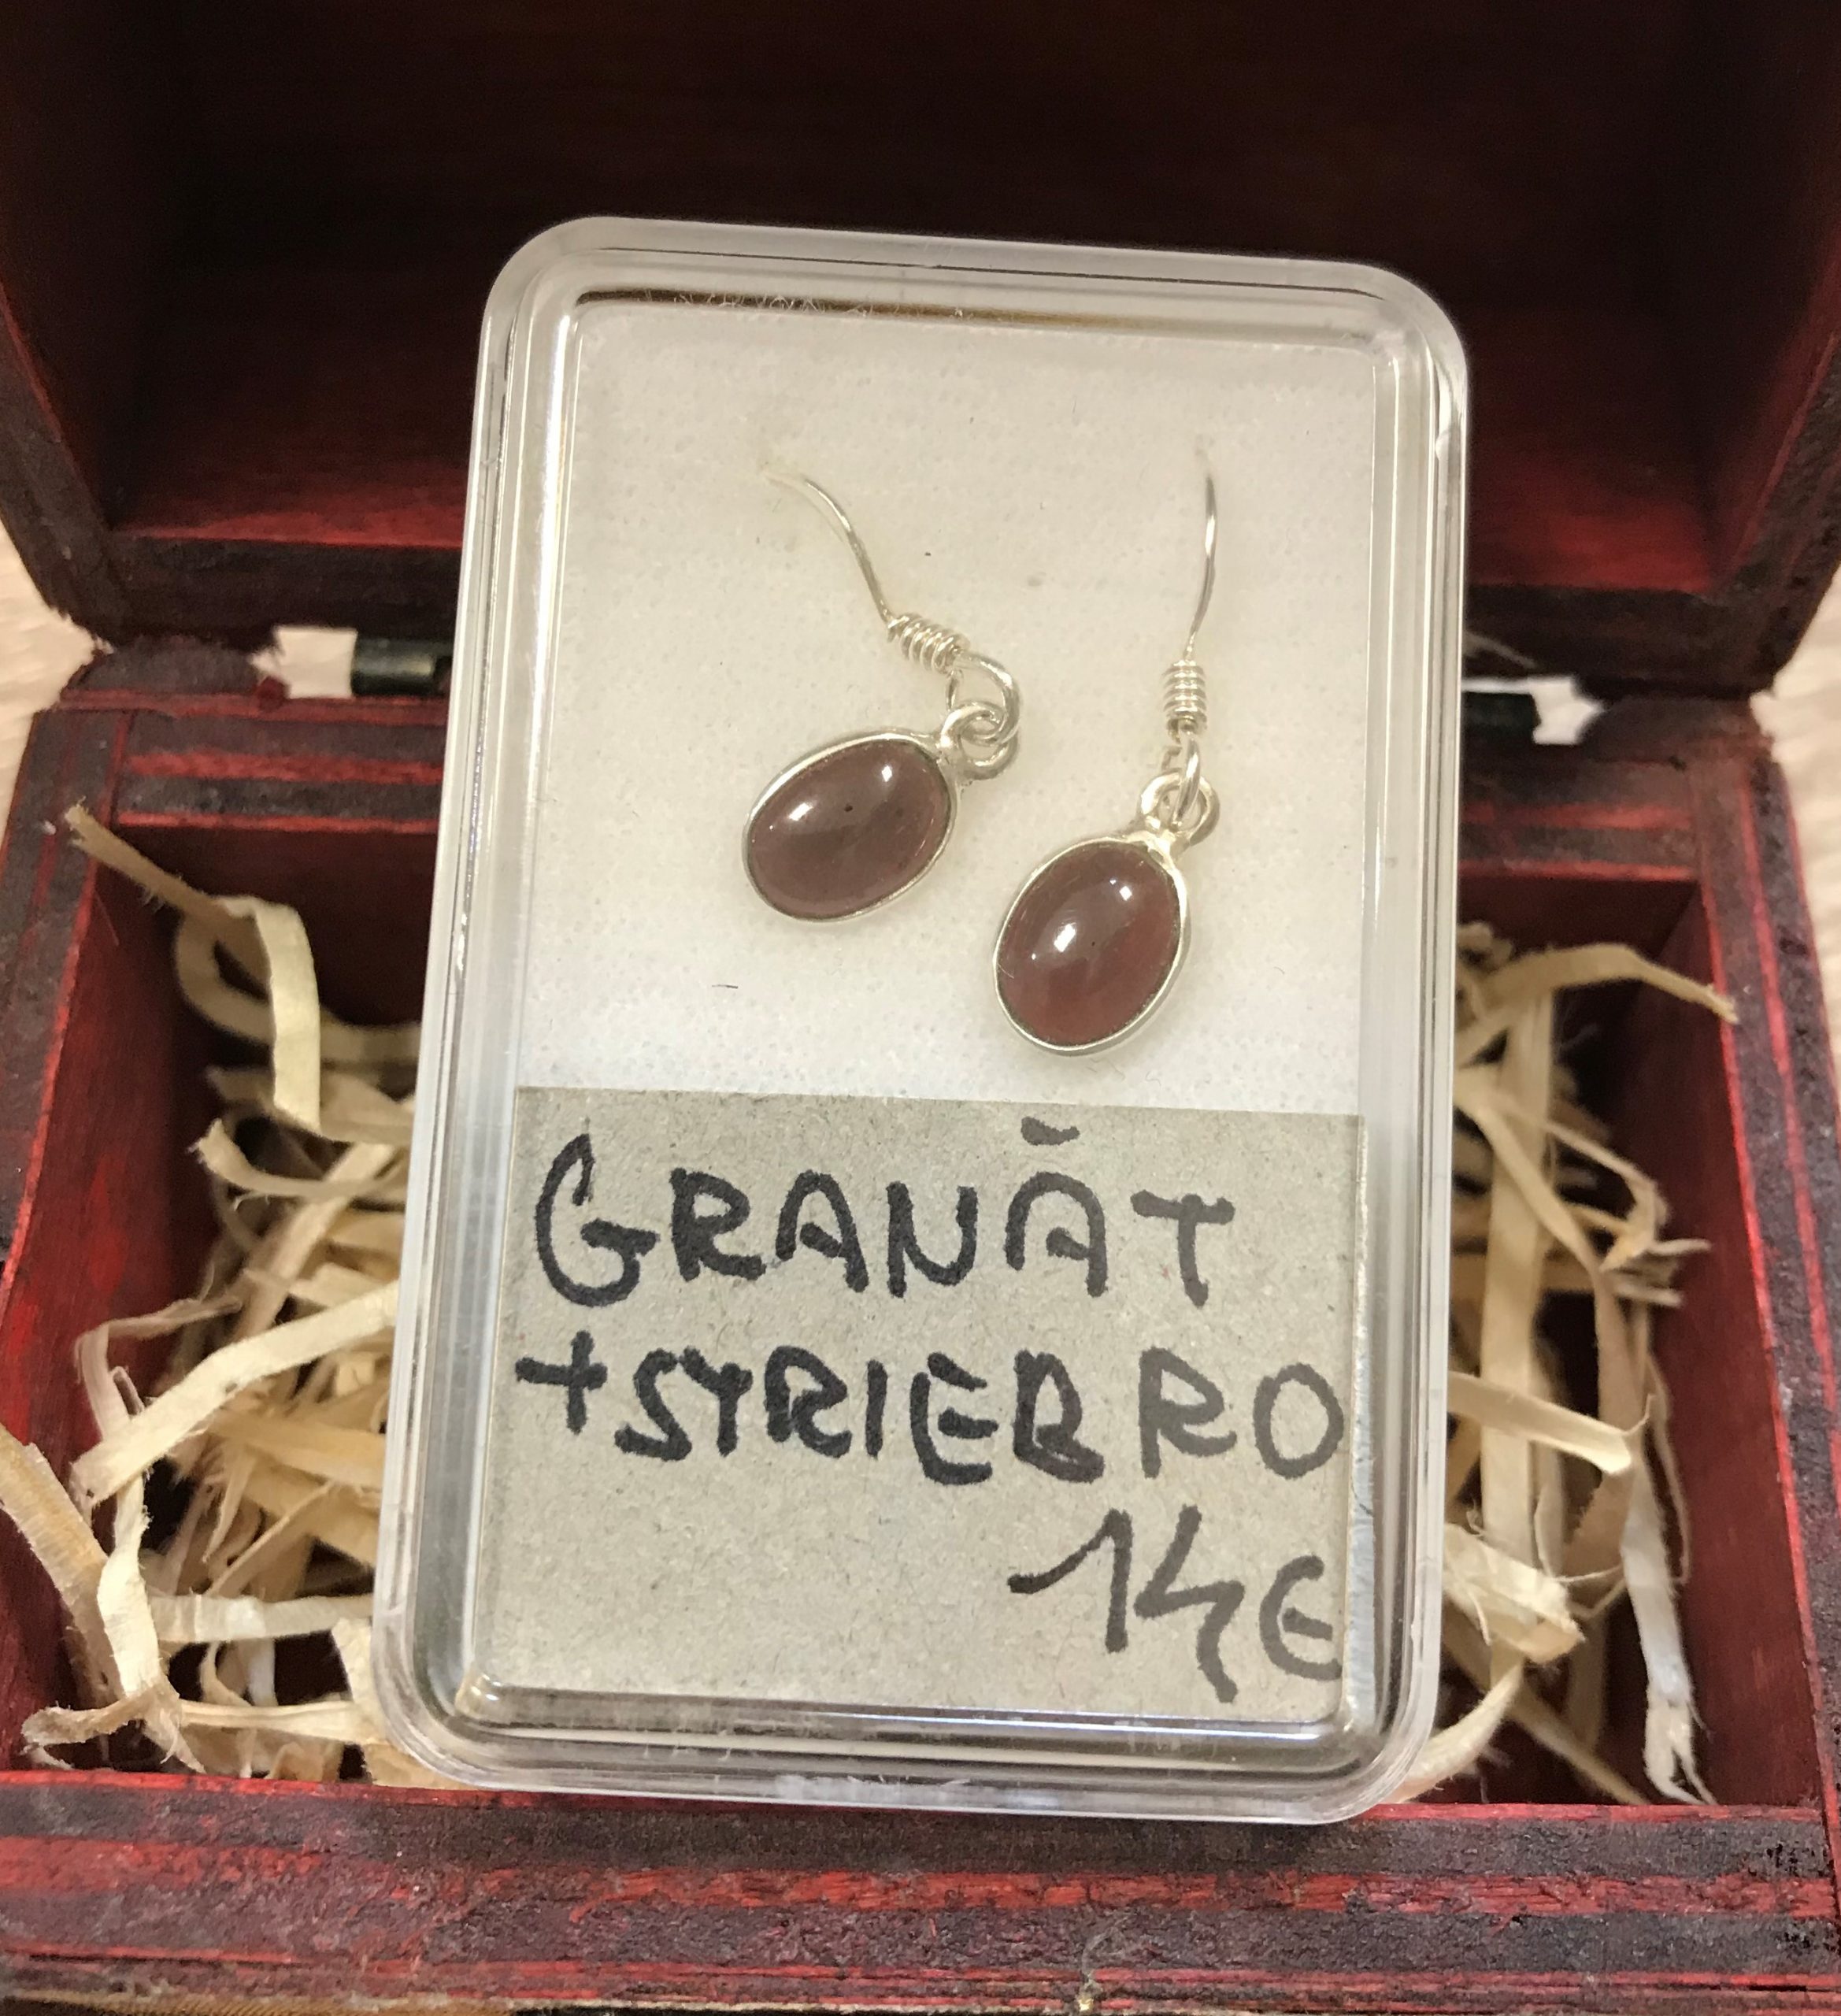 GRANÁT
+STRIEBRO
14€